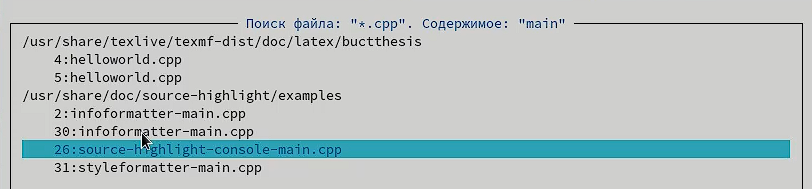 Поиск файла: "*.cpp". Содержимое: "main"
/usr/share/texlive/texmf-dist/doc/latex/buctthesis
4:helloworld.cpp
5:helloworld.cpp
/usr/share/doc/source-highlight/examples
2:infoformatter-main.cpp
30:infoformatter-main.cpp
26:source-highlight-console-main.cpp
31:styleformatter-main.cpp